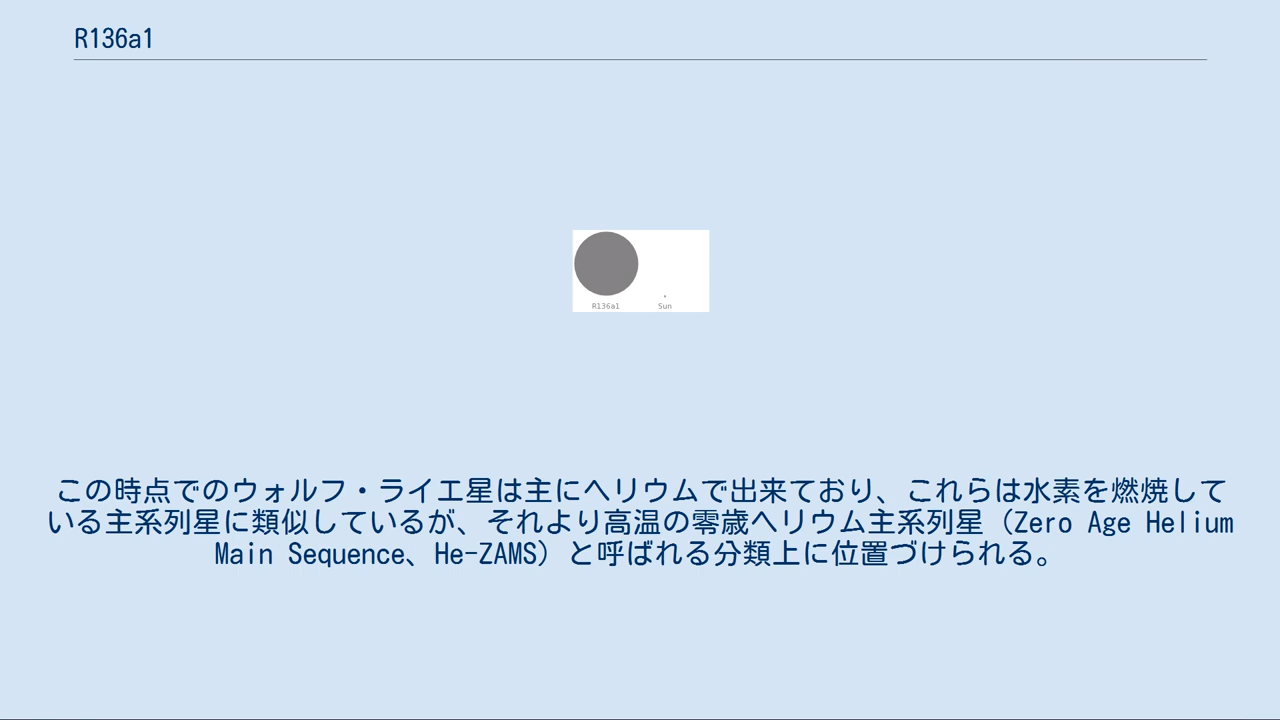 R136a1
R136a1 Sun
この時点でのウォルフ・ライエ星は主にヘリウムで出来ており、これらは水素を燃焼して
いる主系列星に類似しているが、それより高温の零歳ヘリウム主系列星（Zero Age Helium
Main Sequence、He-ZAMS）と呼ばれる分類上に位置づけられる。